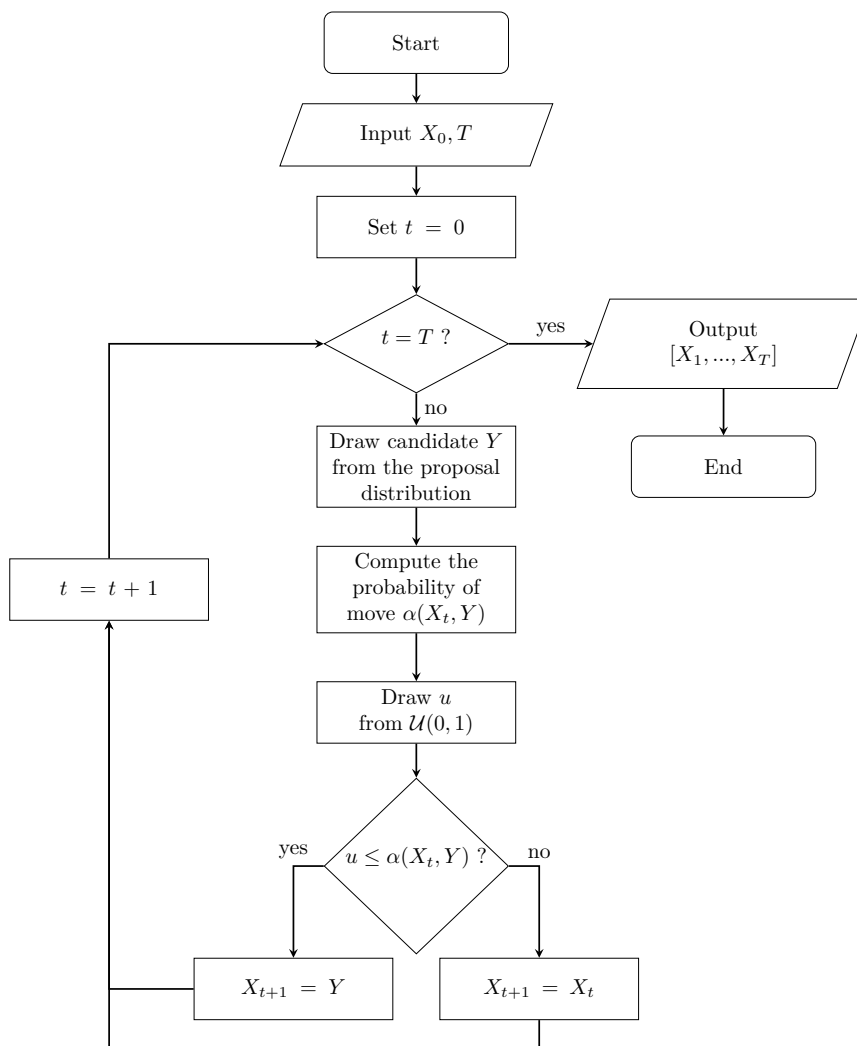 Start
Input X_0, T
Set t = 0
t = T ?
yes
Output
[X_1, ..., X_T]
no
Draw candidate Y
from the proposal
distribution
End
Compute the
probability of
move α(X_t, Y)
t = t + 1
Draw u
from 𝒰(0, 1)
yes
u ≤ α(X_t, Y) ?
no
X_{t+1} = Y
X_{t+1} = X_t